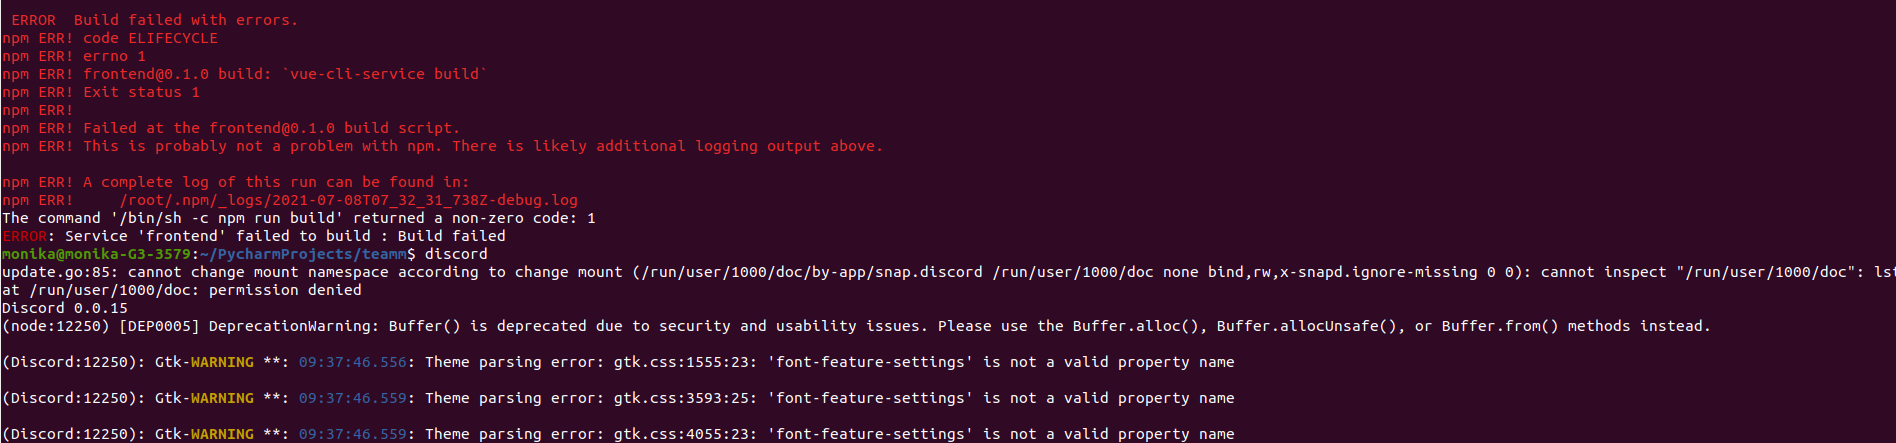 ERROR  Build failed with errors.
npm ERR! code ELIFECYCLE
npm ERR! errno 1
npm ERR! frontend@0.1.0 build: `vue-cli-service build`
npm ERR! Exit status 1
npm ERR!
npm ERR! Failed at the frontend@0.1.0 build script.
npm ERR! This is probably not a problem with npm. There is likely additional logging output above.
npm ERR! A complete log of this run can be found in:
npm ERR!     /root/.npm/_logs/2021-07-08T07_32_31_738Z-debug.log
The command '/bin/sh -c npm run build' returned a non-zero code: 1
ERROR: Service 'frontend' failed to build : Build failed
monika@monika-G3-3579:~/PycharmProjects/teamm$ discord
update.go:85: cannot change mount namespace according to change mount (/run/user/1000/doc/by-app/snap.discord /run/user/1000/doc none bind,rw,x-snapd.ignore-missing 0 0): cannot inspect "/run/user/1000/doc": lst
at /run/user/1000/doc: permission denied
Discord 0.0.15
(node:12250) [DEP0005] DeprecationWarning: Buffer() is deprecated due to security and usability issues. Please use the Buffer.alloc(), Buffer.allocUnsafe(), or Buffer.from() methods instead.
(Discord:12250): Gtk-WARNING **: 09:37:46.556: Theme parsing error: gtk.css:1555:23: 'font-feature-settings' is not a valid property name
(Discord:12250): Gtk-WARNING **: 09:37:46.559: Theme parsing error: gtk.css:3593:25: 'font-feature-settings' is not a valid property name
(Discord:12250): Gtk-WARNING **: 09:37:46.559: Theme parsing error: gtk.css:4055:23: 'font-feature-settings' is not a valid property name